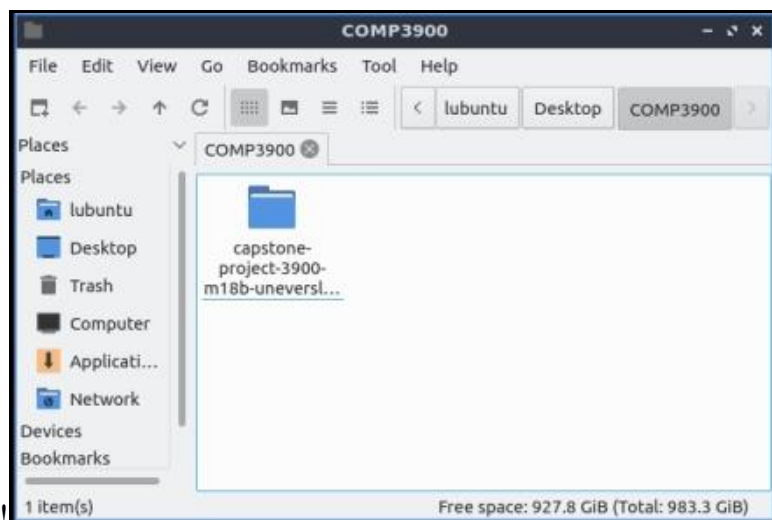 COMP3900
File Edit View Go Bookmarks Tool Help
lubuntu Desktop COMP3900
Places
COMP3900
Places
lubuntu
Desktop
Trash
Computer
Applicati...
Network
Devices
Bookmarks
capstone-
project-3900-
m18b-uneversl...
1 item(s)
Free space: 927.8 GiB (Total: 983.3 GiB)